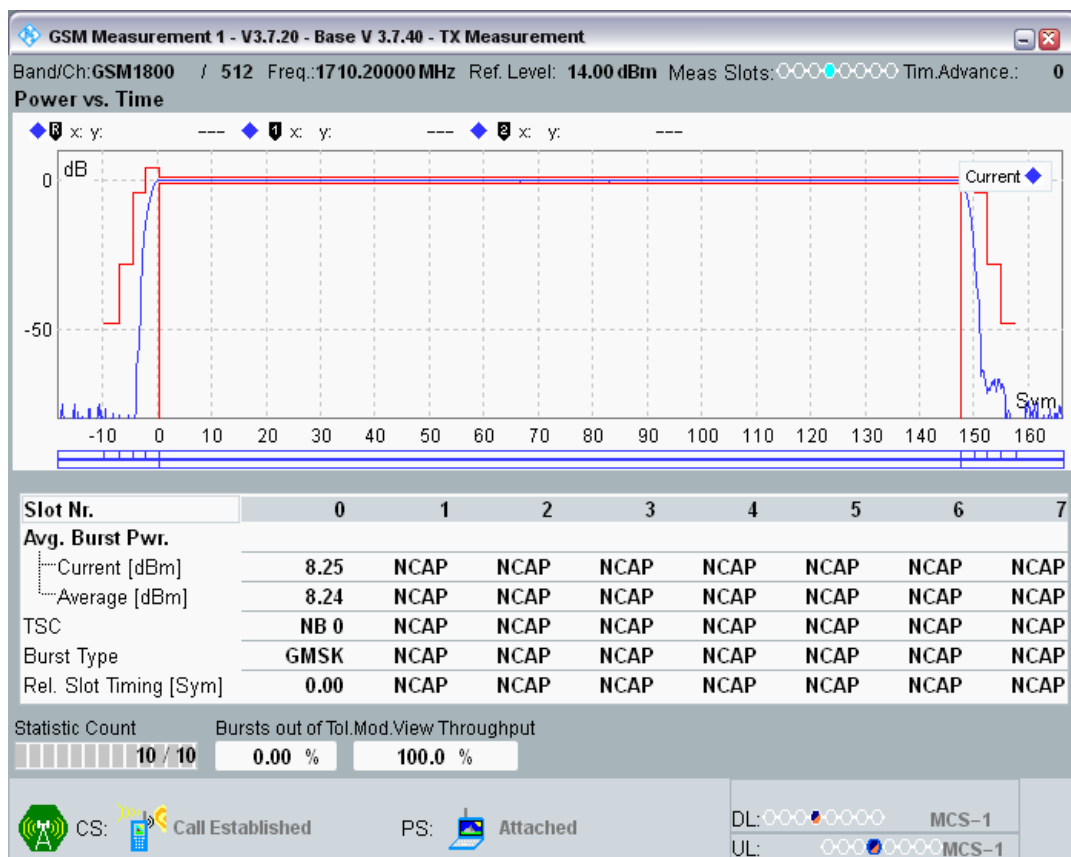 GSM Measurement 1 - V3.7.20 - Base V 3.7.40 - TX Measurement
Band/Ch:GSM1800 / 512 Freq.:1710.20000 MHz Ref. Level: 14.00 dBm Meas Slots: Tim.Advance.: 0
Power vs. Time
R x: y: --- 1 x: y: --- 2 x: y: ---
dB
Current
0
-50
Sym
-10 0 10 20 30 40 50 60 70 80 90 100 110 120 130 140 150 160
Slot Nr. 0 1 2 3 4 5 6 7
Avg. Burst Pwr.
Current [dBm] 8.25 NCAP NCAP NCAP NCAP NCAP NCAP NCAP
Average [dBm] 8.24 NCAP NCAP NCAP NCAP NCAP NCAP NCAP
TSC NB 0 NCAP NCAP NCAP NCAP NCAP NCAP NCAP
Burst Type GMSK NCAP NCAP NCAP NCAP NCAP NCAP NCAP
Rel. Slot Timing [Sym] 0.00 NCAP NCAP NCAP NCAP NCAP NCAP NCAP
Statistic Count Bursts out of Tol.Mod.View Throughput
10 / 10 0.00 % 100.0 %
CS: Call Established PS: Attached DL: MCS-1
UL: MCS-1